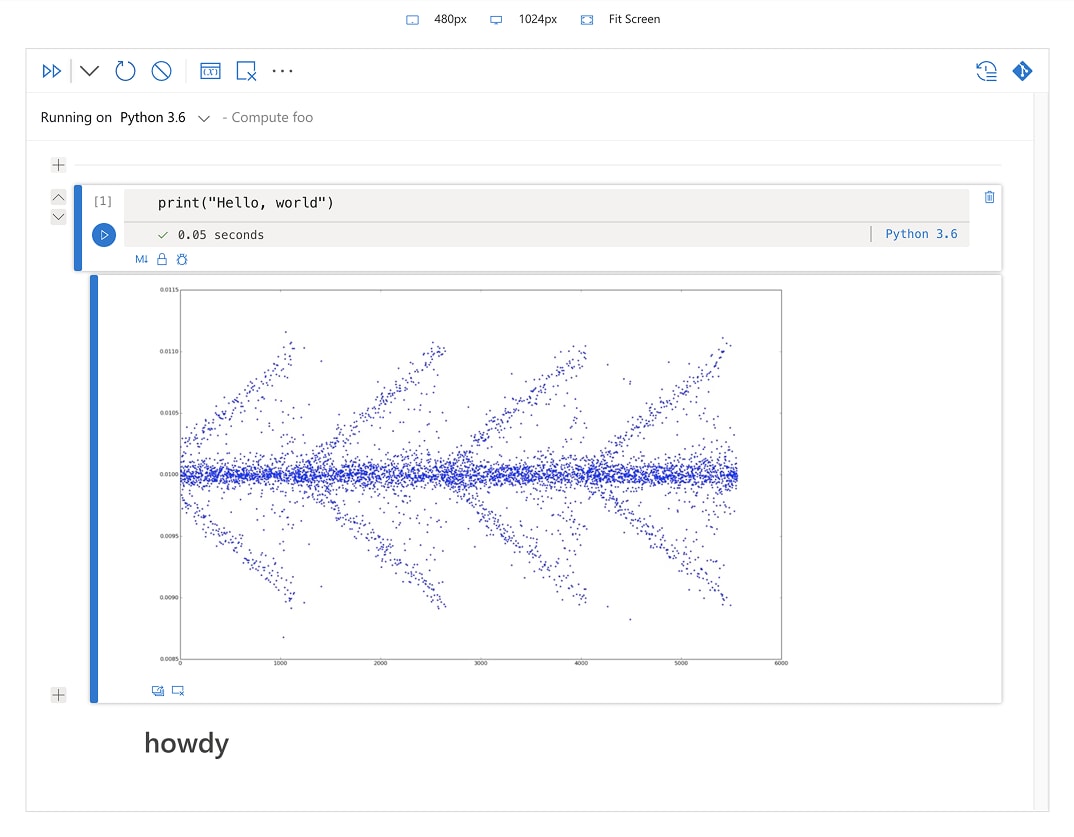 480px 1024px Fit Screen
Running on Python 3.6 - Compute foo
[1] print("Hello, world")
0.05 seconds Python 3.6
M↓
0.0115
0.0110
0.0105
0.0100
0.0095
0.0090
0.0085
0 1000 2000 3000 4000 5000 6000
howdy